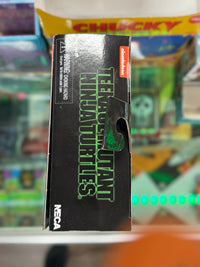 CHUCKY
nickelodeon
TEENAGE MUTANT
NINJA TURTLES
NECA